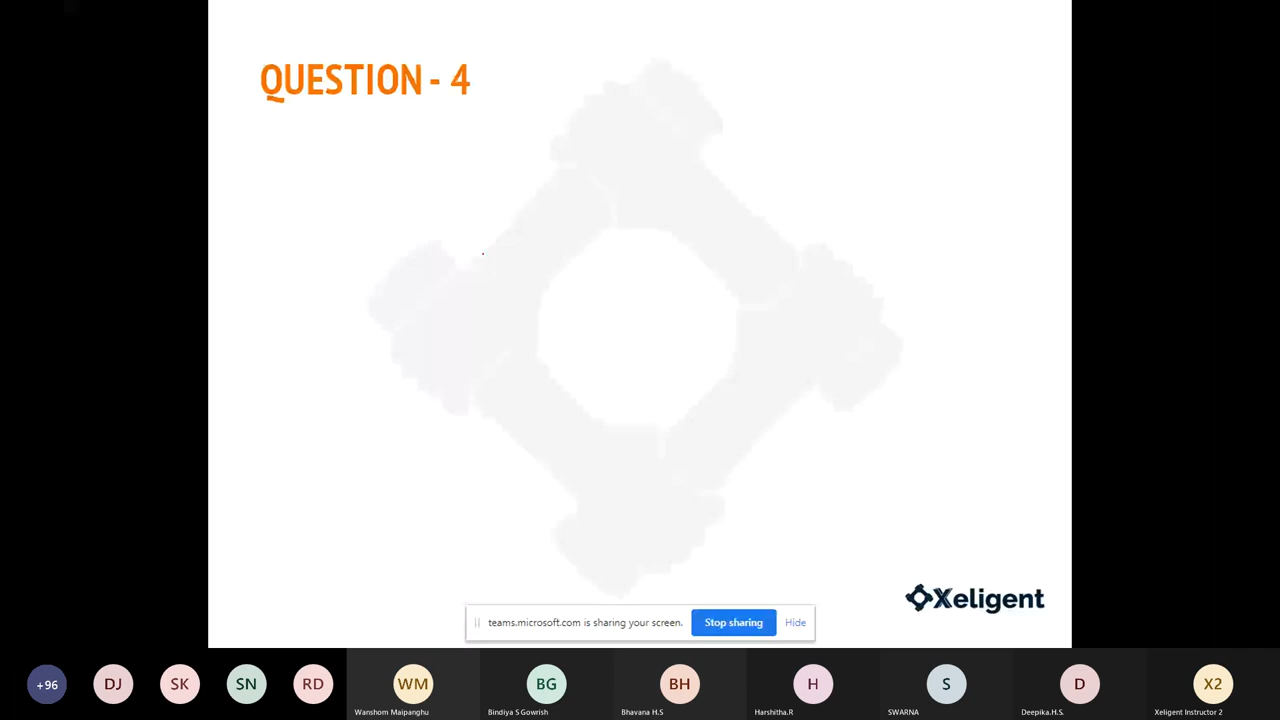 QUESTION - 4
Xeligent
teams.microsoft.com is sharing your screen.
Stop sharing
Hide
+96
DJ
SK
SN
RD
WM
BG
BH
H
S
D
X2
Wanshom Maipanghu
Bindiya S Gowrish
Bhavana H.S
Harshitha.R
SWARNA
Deepika.H.S.
Xeligent Instructor 2